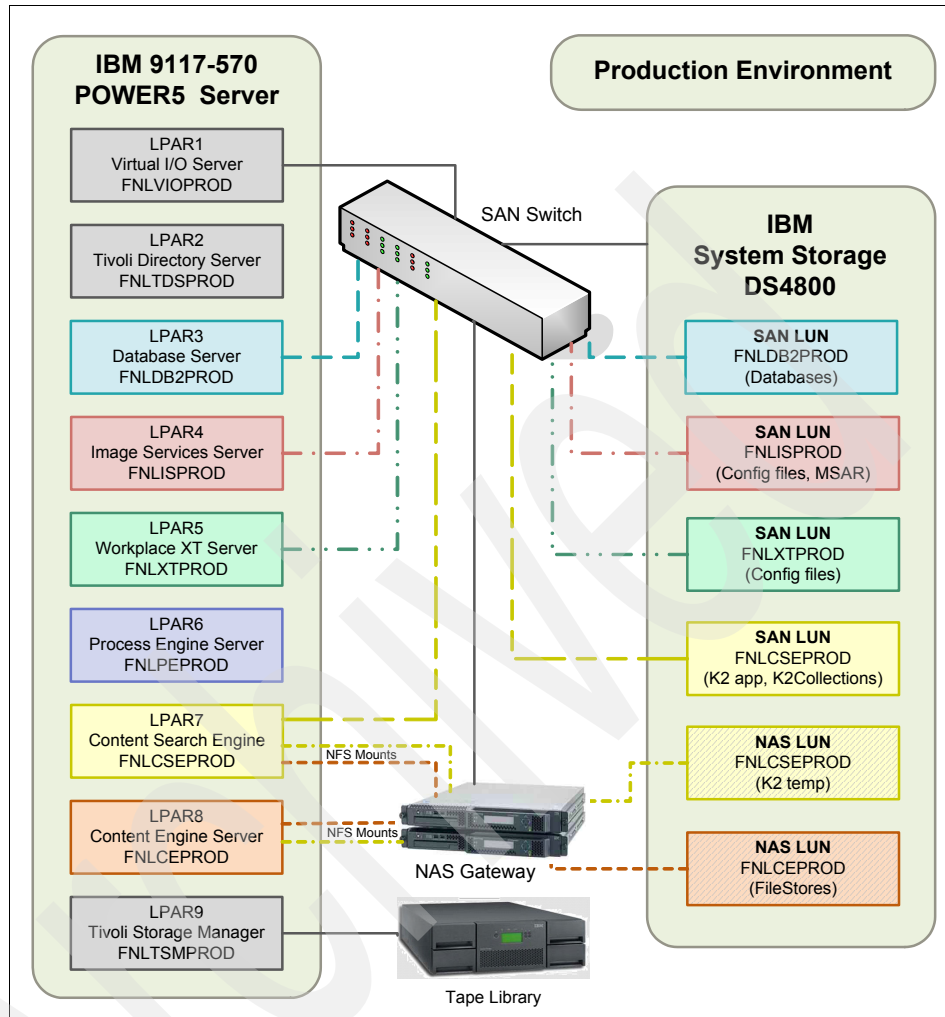 IBM 9117-570
POWER5 Server
LPAR1
Virtual I/O Server
FNLVIOPROD
LPAR2
Tivoli Directory Server
FNLTDSPROD
LPAR3
Database Server
FNLDB2PROD
LPAR4
Image Services Server
FNLISPROD
LPAR5
Workplace XT Server
FNLXTPROD
LPAR6
Process Engine Server
FNLPEPROD
LPAR7
Content Search Engine
FNLCSEPROD
LPAR8
Content Engine Server
FNLCEPROD
LPAR9
Tivoli Storage Manager
FNLTSMPROD
Production Environment
SAN Switch
NFS Mounts
NFS Mounts
NAS Gateway
Tape Library
IBM
System Storage
DS4800
SAN LUN
FNLDB2PROD
(Databases)
SAN LUN
FNLISPROD
(Config files, MSAR)
SAN LUN
FNLXTPROD
(Config files)
SAN LUN
FNLCSEPROD
(K2 app, K2Collections)
NAS LUN
FNLCSEPROD
(K2 temp)
NAS LUN
FNLCEPROD
(FileStores)
Archived